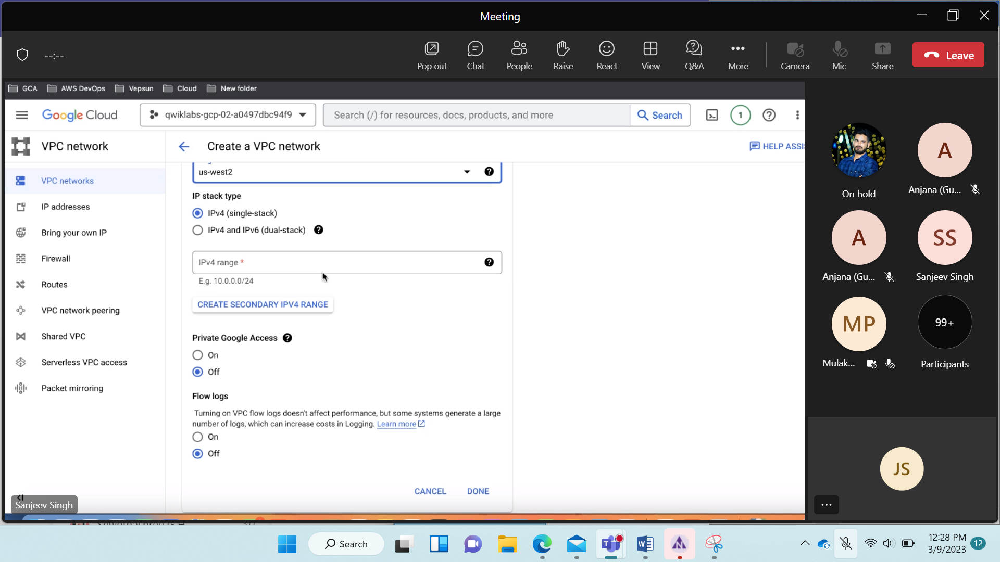 Meeting
--:--
Pop out
Chat
People
Raise
React
View
Q&A
More
Camera
Mic
Share
Leave
GCA
AWS DevOps
Vepsun
Cloud
New folder
Google Cloud
qwiklabs-gcp-02-a0497dbc94f9
Search (/) for resources, docs, products, and more
Search
1
VPC network
Create a VPC network
HELP ASSI
VPC networks
IP addresses
Bring your own IP
Firewall
Routes
VPC network peering
Shared VPC
Serverless VPC access
Packet mirroring
us-west2
IP stack type
IPv4 (single-stack)
IPv4 and IPv6 (dual-stack)
IPv4 range *
E.g. 10.0.0.0/24
CREATE SECONDARY IPV4 RANGE
Private Google Access
On
Off
Flow logs
Turning on VPC flow logs doesn't affect performance, but some systems generate a large
number of logs, which can increase costs in Logging. Learn more
On
Off
CANCEL
DONE
Sanjeev Singh
On hold
A
Anjana (Gu...
A
Anjana (Gu...
SS
Sanjeev Singh
MP
Mulak...
99+
Participants
JS
Search
12:28 PM
3/9/2023
12